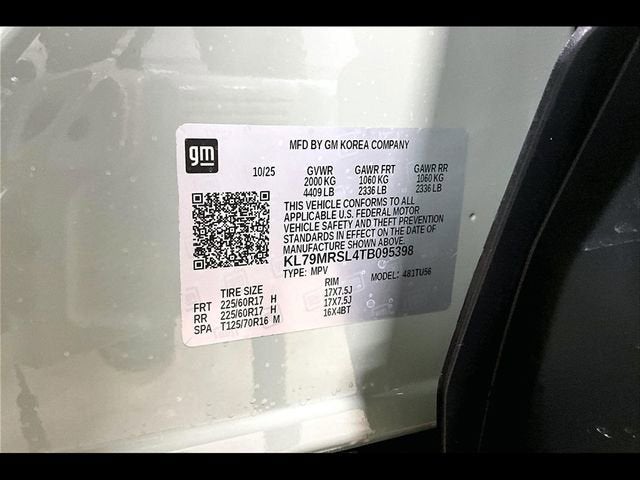 gm
MFD BY GM KOREA COMPANY
10/25 GVWR GAWR FRT GAWR RR
2000 KG 1060 KG 1060 KG
4409 LB 2336 LB 2336 LB
THIS VEHICLE CONFORMS TO ALL
APPLICABLE U.S. FEDERAL MOTOR
VEHICLE SAFETY AND THEFT PREVENTION
STANDARDS IN EFFECT ON THE DATE OF
MANUFACTURE SHOWN ABOVE.
KL79MRSL4TB095398
TYPE: MPV MODEL: 481TU56
TIRE SIZE RIM
FRT 225/60R17 H 17X7.5J
RR 225/60R17 H 17X7.5J
SPA T125/70R16 M 16X4BT